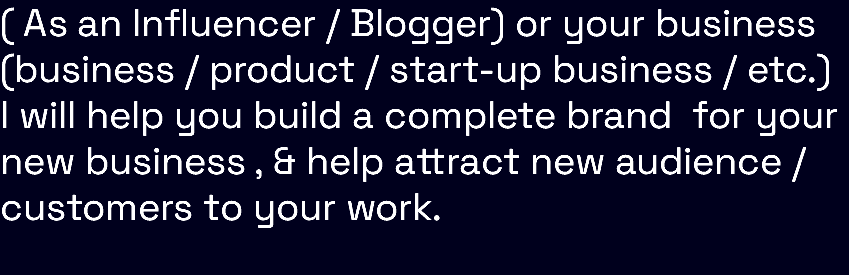 ( As an Influencer / Blogger) or your business
(business / product / start-up business / etc.)
I will help you build a complete brand  for your
new business , & help attract new audience /
customers to your work.